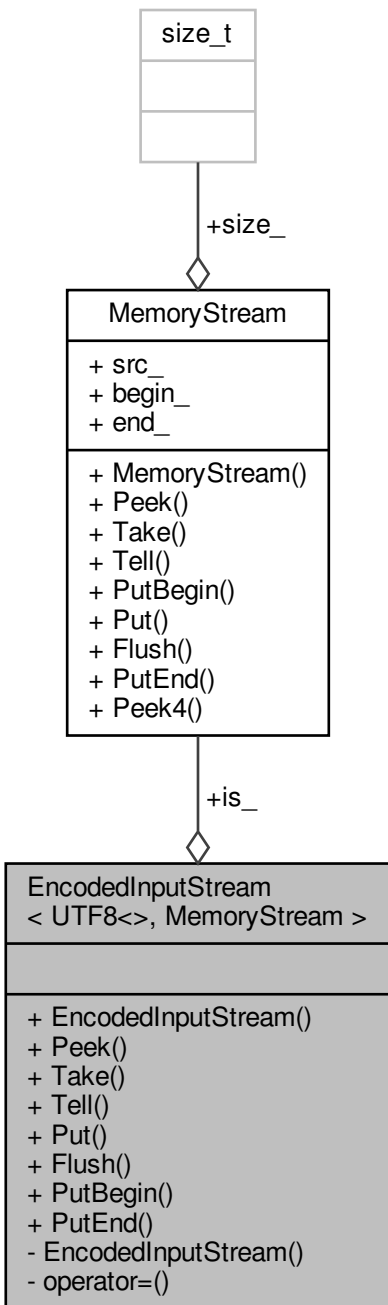 size_t
+size_
MemoryStream
+ src_
+ begin_
+ end_
+ MemoryStream()
+ Peek()
+ Take()
+ Tell()
+ PutBegin()
+ Put()
+ Flush()
+ PutEnd()
+ Peek4()
+is_
EncodedInputStream
< UTF8<>, MemoryStream >
+ EncodedInputStream()
+ Peek()
+ Take()
+ Tell()
+ Put()
+ Flush()
+ PutBegin()
+ PutEnd()
- EncodedInputStream()
- operator=()